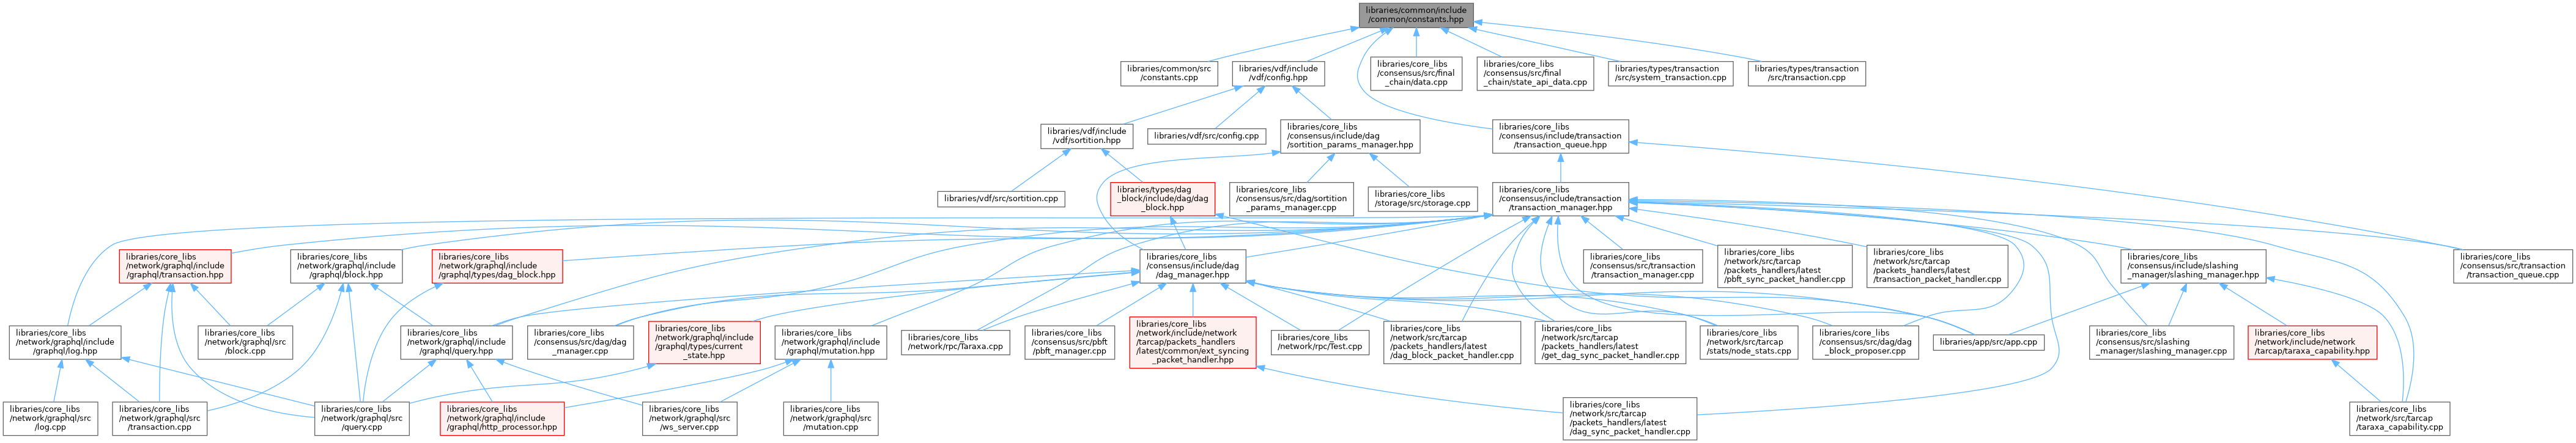 libraries/common/include
/common/constants.hpp
libraries/common/src
/constants.cpp
libraries/vdf/include
/vdf/config.hpp
libraries/core_libs
/consensus/src/final
_chain/data.cpp
libraries/core_libs
/consensus/src/final
_chain/state_api_data.cpp
libraries/types/transaction
/src/system_transaction.cpp
libraries/types/transaction
/src/transaction.cpp
libraries/vdf/include
/vdf/sortition.hpp
libraries/vdf/src/config.cpp
libraries/core_libs
/consensus/include/dag
/sortition_params_manager.hpp
libraries/core_libs
/consensus/include/transaction
/transaction_queue.hpp
libraries/vdf/src/sortition.cpp
libraries/types/dag
_block/include/dag/dag
_block.hpp
libraries/core_libs
/consensus/src/dag/sortition
_params_manager.cpp
libraries/core_libs
/storage/src/storage.cpp
libraries/core_libs
/consensus/include/transaction
/transaction_manager.hpp
libraries/core_libs
/network/graphql/include
/graphql/transaction.hpp
libraries/core_libs
/network/graphql/include
/graphql/block.hpp
libraries/core_libs
/network/graphql/include
/graphql/types/dag_block.hpp
libraries/core_libs
/consensus/include/dag
/dag_manager.hpp
libraries/core_libs
/consensus/src/transaction
/transaction_manager.cpp
libraries/core_libs
/network/src/tarcap
/packets_handlers/latest
/pbft_sync_packet_handler.cpp
libraries/core_libs
/network/src/tarcap
/packets_handlers/latest
/transaction_packet_handler.cpp
libraries/core_libs
/consensus/include/slashing
_manager/slashing_manager.hpp
libraries/core_libs
/consensus/src/transaction
/transaction_queue.cpp
libraries/core_libs
/network/graphql/include
/graphql/log.hpp
libraries/core_libs
/network/graphql/src
/block.cpp
libraries/core_libs
/network/graphql/include
/graphql/query.hpp
libraries/core_libs
/consensus/src/dag/dag
_manager.cpp
libraries/core_libs
/network/graphql/include
/graphql/types/current
_state.hpp
libraries/core_libs
/network/graphql/include
/graphql/mutation.hpp
libraries/core_libs
/network/rpc/Taraxa.cpp
libraries/core_libs
/consensus/src/pbft
/pbft_manager.cpp
libraries/core_libs
/network/include/network
/tarcap/packets_handlers
/latest/common/ext_syncing
_packet_handler.hpp
libraries/core_libs
/network/rpc/Test.cpp
libraries/core_libs
/network/src/tarcap
/packets_handlers/latest
/dag_block_packet_handler.cpp
libraries/core_libs
/network/src/tarcap
/packets_handlers/latest
/get_dag_sync_packet_handler.cpp
libraries/core_libs
/network/src/tarcap
/stats/node_stats.cpp
libraries/core_libs
/consensus/src/dag/dag
_block_proposer.cpp
libraries/app/src/app.cpp
libraries/core_libs
/consensus/src/slashing
_manager/slashing_manager.cpp
libraries/core_libs
/network/include/network
/tarcap/taraxa_capability.hpp
libraries/core_libs
/network/graphql/src
/log.cpp
libraries/core_libs
/network/graphql/src
/transaction.cpp
libraries/core_libs
/network/graphql/src
/query.cpp
libraries/core_libs
/network/graphql/include
/graphql/http_processor.hpp
libraries/core_libs
/network/graphql/src
/ws_server.cpp
libraries/core_libs
/network/graphql/src
/mutation.cpp
libraries/core_libs
/network/src/tarcap
/packets_handlers/latest
/dag_sync_packet_handler.cpp
libraries/core_libs
/network/src/tarcap
/taraxa_capability.cpp